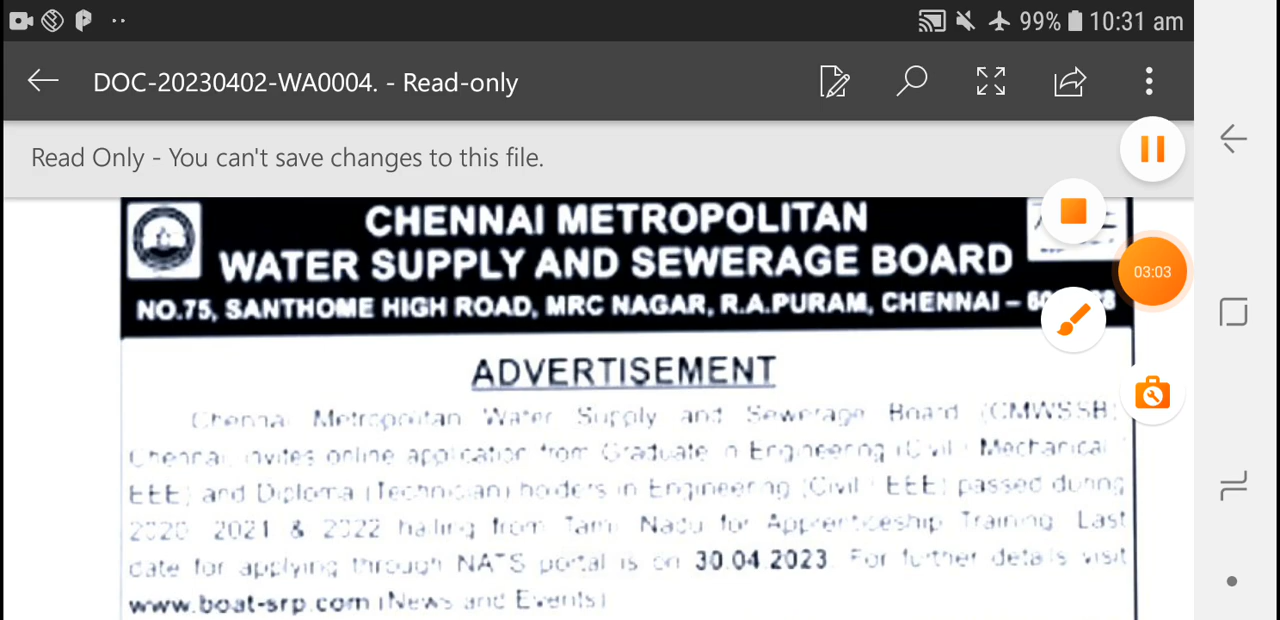 99% 10:31 am
DOC-20230402-WA0004. - Read-only
Read Only - You can't save changes to this file.
CHENNAI METROPOLITAN
WATER SUPPLY AND SEWERAGE BOARD
NO.75, SANTHOME HIGH ROAD, MRC NAGAR, R.A.PURAM, CHENNAI –
03:03
ADVERTISEMENT
Chennai Metropolitan Water Supply and Sewerage Board (CMWSSB)
Chennai invites online application from Graduate in Engineering (Civil / Mechanical /
EEE) and Diploma (Technician) holders in Engineering (Civil / EEE) passed during
2020 2021 & 2022 hailing from Tamil Nadu for Apprenticeship Training. Last
date for applying through NATS portal is on 30.04.2023. For further details visit
www.boat-srp.com (News and Events)